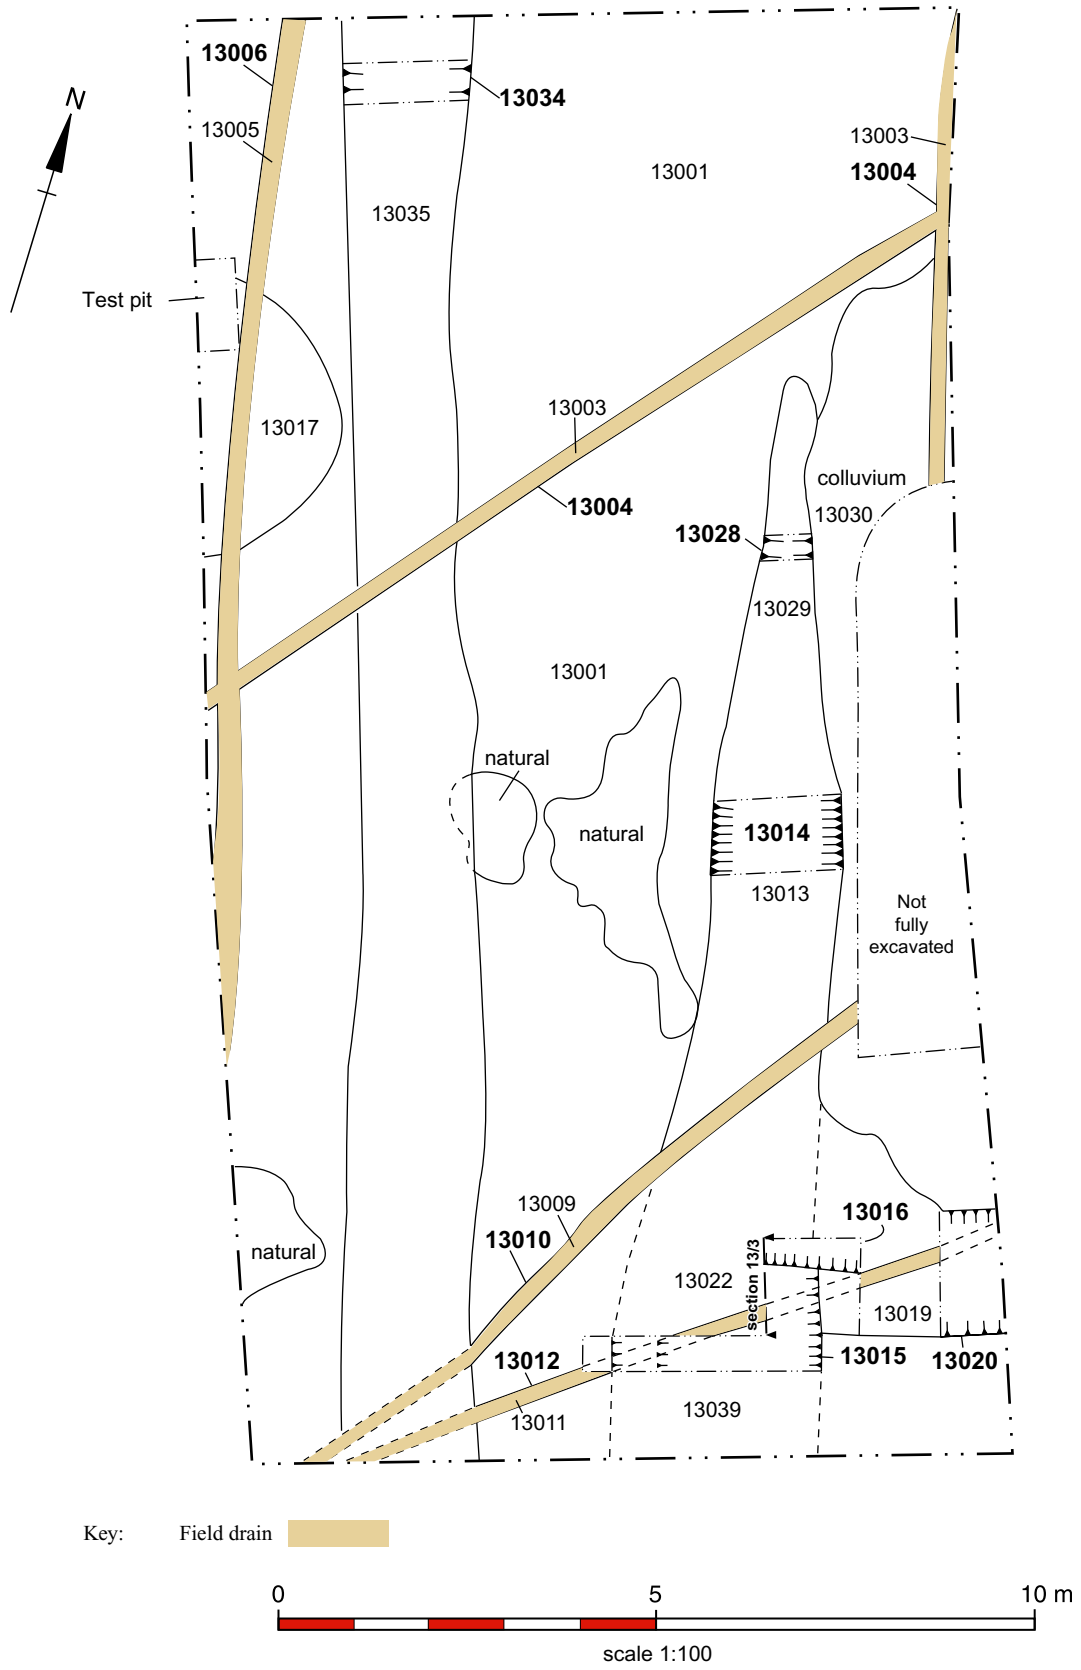 13006
N
13034
13005
13003
13001
13004
13035
Test pit
13003
13017
colluvium
13004
13030
13028
13029
13001
natural
natural
13014
13013
Not
fully
excavated
13009
13016
13010
natural
section 13/3
13022
13019
13012
13015
13020
13011
13039
Key: Field drain
0 5 10 m
scale 1:100